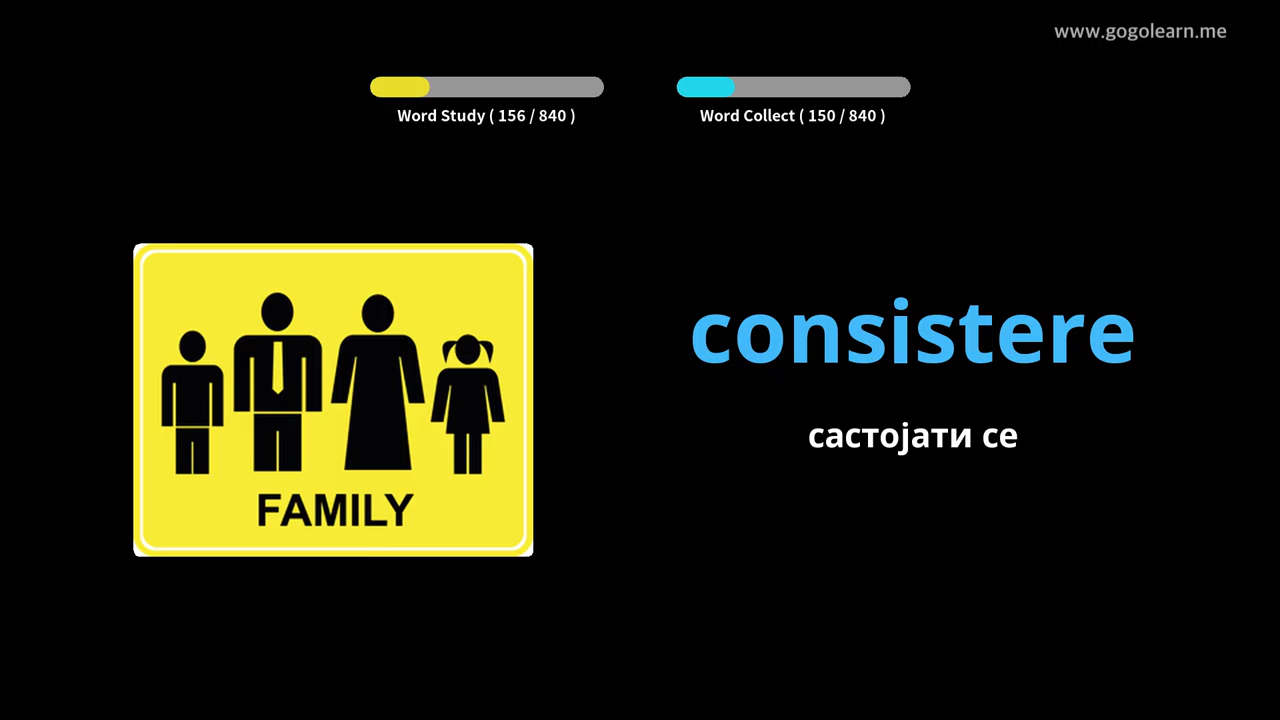 www.gogolearn.me
Word Study ( 156 / 840 )
Word Collect ( 150 / 840 )
consistere
састојати се
FAMILY